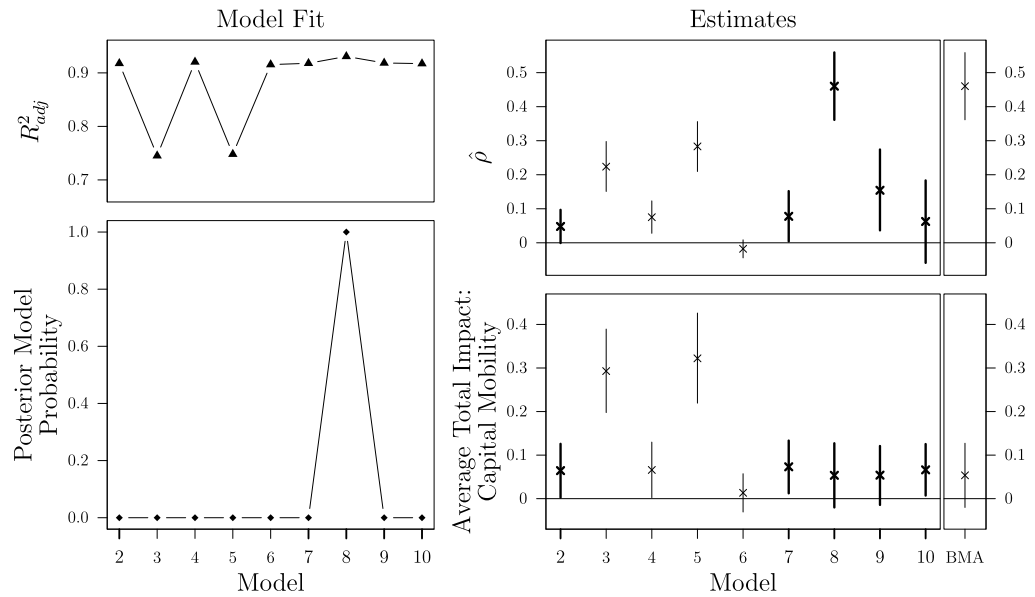 Model Fit
R²adj
0.9
0.8
0.7
Posterior Model
Probability
1.0
0.8
0.6
0.4
0.2
0.0
2 3 4 5 6 7 8 9 10
Model
Estimates
ρ̂
0.5 0.5
0.4 0.4
0.3 0.3
0.2 0.2
0.1 0.1
0 0
Average Total Impact:
Capital Mobility
0.4 0.4
0.3 0.3
0.2 0.2
0.1 0.1
0 0
2 3 4 5 6 7 8 9 10 BMA
Model